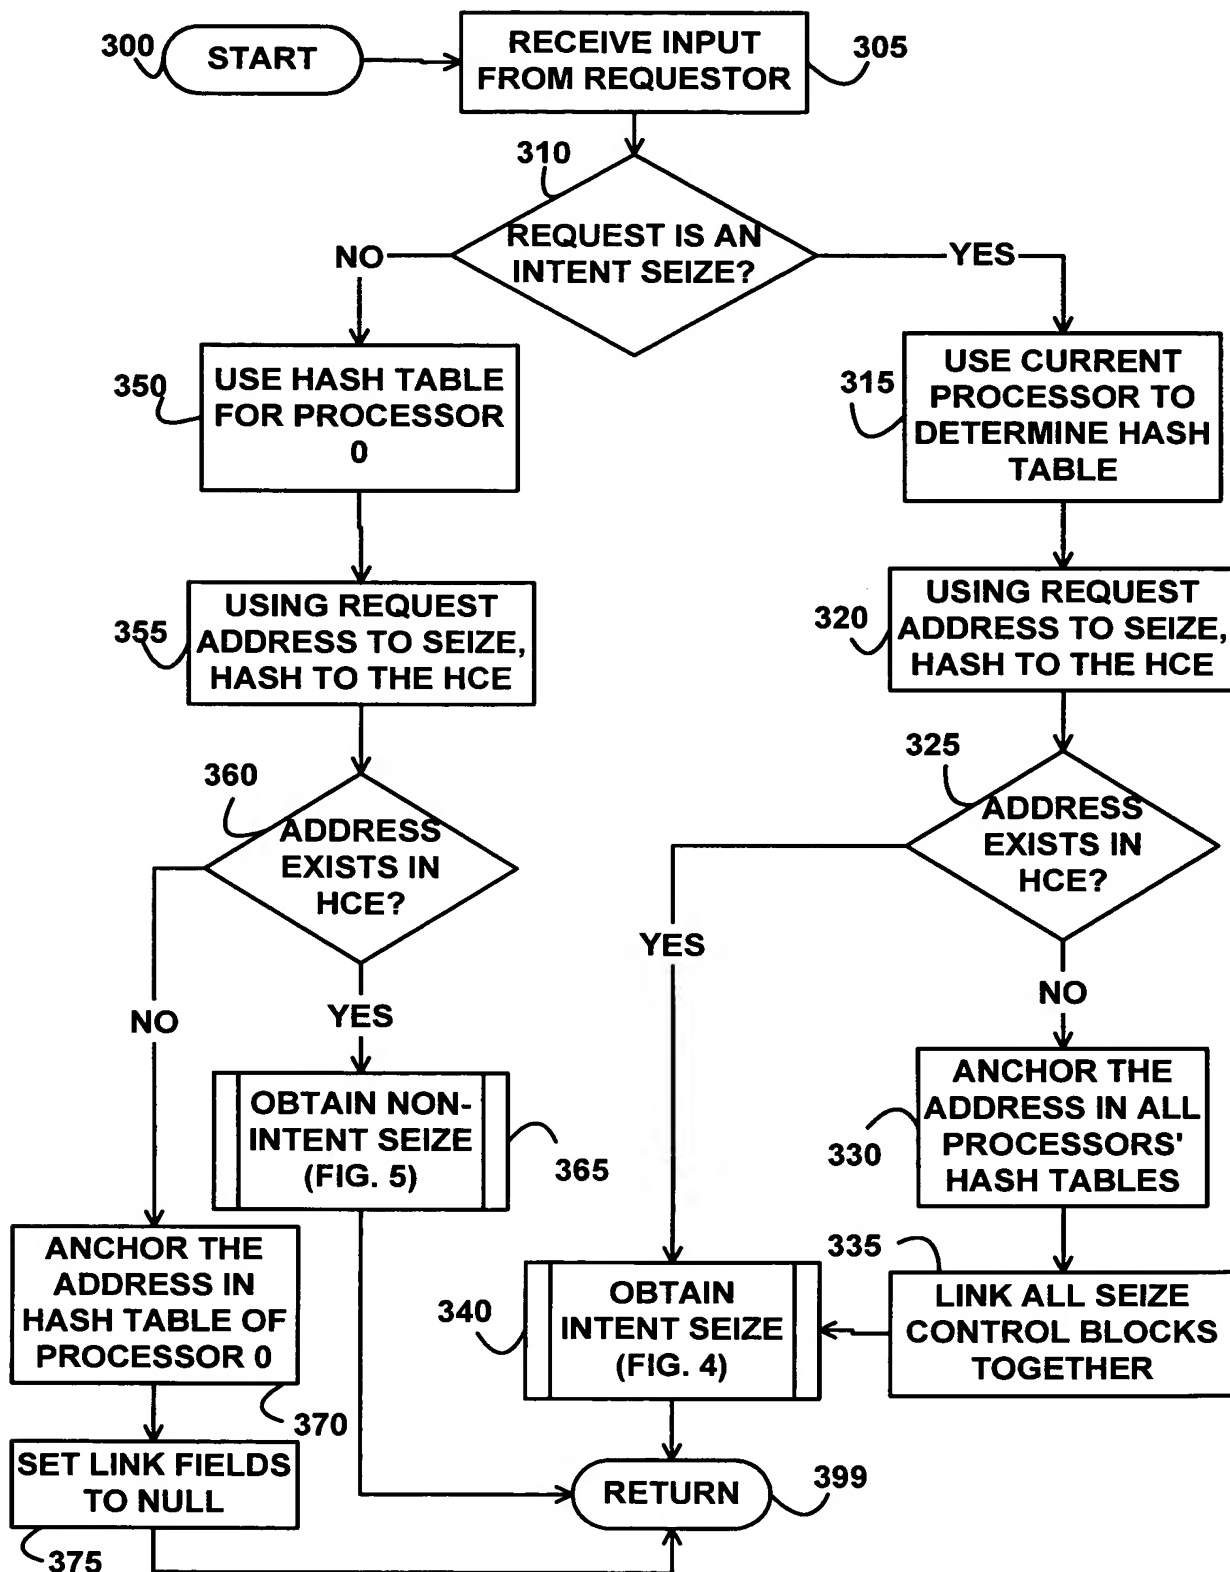 300
START
RECEIVE INPUT
FROM REQUESTOR
305
310
REQUEST IS AN
INTENT SEIZE?
NO
YES
350
USE HASH TABLE
FOR PROCESSOR
0
315
USE CURRENT
PROCESSOR TO
DETERMINE HASH
TABLE
355
USING REQUEST
ADDRESS TO SEIZE,
HASH TO THE HCE
320
USING REQUEST
ADDRESS TO SEIZE,
HASH TO THE HCE
360
ADDRESS
EXISTS IN
HCE?
325
ADDRESS
EXISTS IN
HCE?
NO
YES
YES
NO
OBTAIN NON-
INTENT SEIZE
(FIG. 5)
365
330
ANCHOR THE
ADDRESS IN ALL
PROCESSORS'
HASH TABLES
ANCHOR THE
ADDRESS IN
HASH TABLE OF
PROCESSOR 0
370
340
OBTAIN
INTENT SEIZE
(FIG. 4)
335
LINK ALL SEIZE
CONTROL BLOCKS
TOGETHER
SET LINK FIELDS
TO NULL
375
RETURN
399